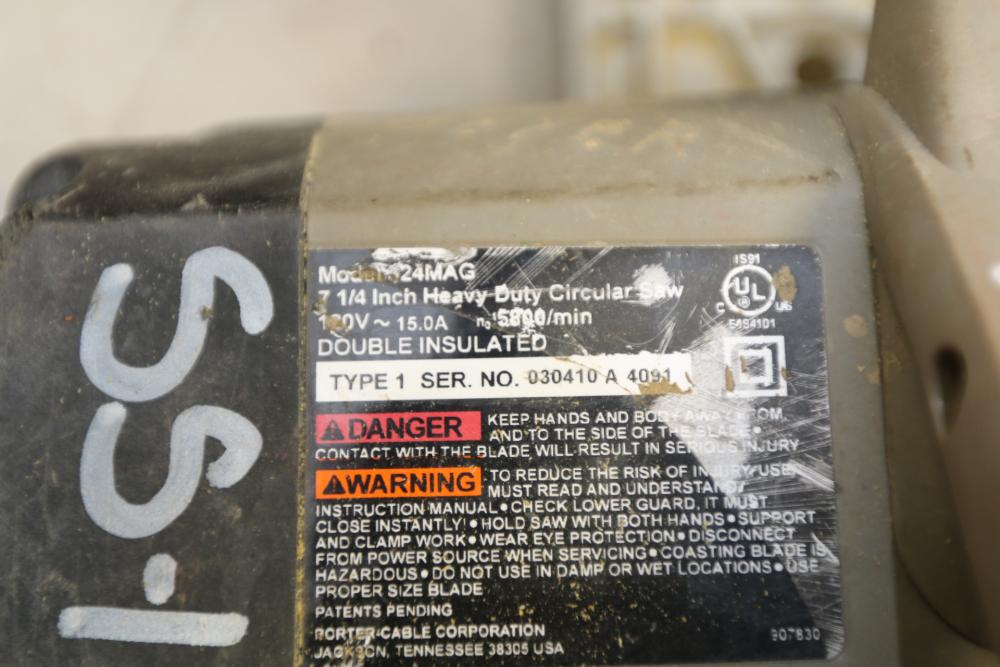 IS91
Model 324MAG
7 1/4 Inch Heavy Duty Circular Saw
120V ~ 15.0A n₀ 5800/min
UL
C US
DOUBLE INSULATED
TYPE 1 SER. NO. 030410 A 4091
DANGER KEEP HANDS AND BODY AWAY FROM
AND TO THE SIDE OF THE BLADE •
CONTACT WITH THE BLADE WILL RESULT IN SERIOUS INJURY
WARNING TO REDUCE THE RISK OF INJURY, USER
MUST READ AND UNDERSTAND
INSTRUCTION MANUAL • CHECK LOWER GUARD, IT MUST
CLOSE INSTANTLY! • HOLD SAW WITH BOTH HANDS • SUPPORT
AND CLAMP WORK • WEAR EYE PROTECTION • DISCONNECT
FROM POWER SOURCE WHEN SERVICING • COASTING BLADE IS
HAZARDOUS • DO NOT USE IN DAMP OR WET LOCATIONS • USE
PROPER SIZE BLADE
PATENTS PENDING
PORTER-CABLE CORPORATION
JACKSON, TENNESSEE 38305 USA
907830